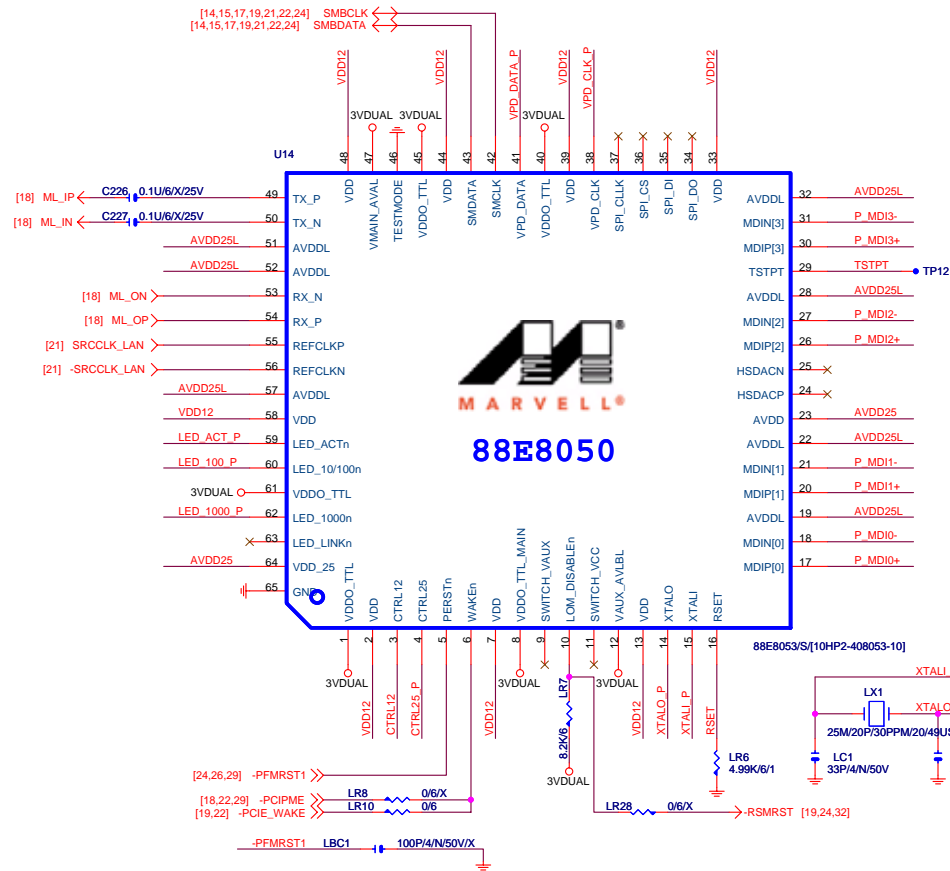 [14,15,17,19,21,22,24] SMBCLK
[14,15,17,19,21,22,24] SMBDATA
VDD12
VDD12
VPD_DATA_P
VDD12
VPD_CLK_P
VDD12
3VDUAL
3VDUAL
3VDUAL
U14
48 VDD
47 VMAIN_AVAL
46 TESTMODE
45 VDDO_TTL
44 VDD
43 SMDATA
42 SMCLK
41 VPD_DATA
40 VDDO_TTL
39 VDD
38 VPD_CLK
37 SPI_CLK
36 SPI_CS
35 SPI_DI
34 SPI_DO
33 VDD
[18] ML_IP C226 0.1U/6/X/25V 49 TX_P
[18] ML_IN C227 0.1U/6/X/25V 50 TX_N
AVDD25L 51 AVDDL
AVDD25L 52 AVDDL
[18] ML_ON 53 RX_N
[18] ML_OP 54 RX_P
[21] SRCCLK_LAN 55 REFCLKP
[21] -SRCCLK_LAN 56 REFCLKN
AVDD25L 57 AVDDL
VDD12 58 VDD
LED_ACT_P 59 LED_ACTn
LED_100_P 60 LED_10/100n
3VDUAL 61 VDDO_TTL
LED_1000_P 62 LED_1000n
63 LED_LINKn
AVDD25 64 VDD_25
65 GND
MARVELL®
®
88E8050
AVDDL 32 AVDD25L
MDIN[3] 31 P_MDI3-
MDIP[3] 30 P_MDI3+
TSTPT 29 TSTPT TP12
AVDDL 28 AVDD25L
MDIN[2] 27 P_MDI2-
MDIP[2] 26 P_MDI2+
HSDACN 25
HSDACP 24
AVDD 23 AVDD25
AVDDL 22 AVDD25L
MDIN[1] 21 P_MDI1-
MDIP[1] 20 P_MDI1+
AVDDL 19 AVDD25L
MDIN[0] 18 P_MDI0-
MDIP[0] 17 P_MDI0+
VDDO_TTL 1
VDD 2
CTRL12 3
CTRL25 4
PERSTn 5
WAKEn 6
VDD 7
VDDO_TTL_MAIN 8
SWITCH_VAUX 9
LOM_DISABLEn 10
SWITCH_VCC 11
VAUX_AVLBL 12
VDD 13
XTALO 14
XTALI 15
RSET 16
88E8053/S/[10HP2-408053-10]
3VDUAL
VDD12
CTRL12
CTRL25_P
VDD12
3VDUAL
LR7
8.2K/6
3VDUAL
3VDUAL
VDD12
XTALO_P
XTALI_P
RSET
LR6
4.99K/6/1
XTALI
LX1
XTALO
25M/20P/30PPM/20/49US
LC1
33P/4/N/50V
[24,26,29] -PFMRST1
[18,22,29] -PCIPME LR8 0/6/X
[19,22] -PCIE_WAKE LR10 0/6
LR28 0/6/X -RSMRST [19,24,32]
-PFMRST1 LBC1 100P/4/N/50V/X